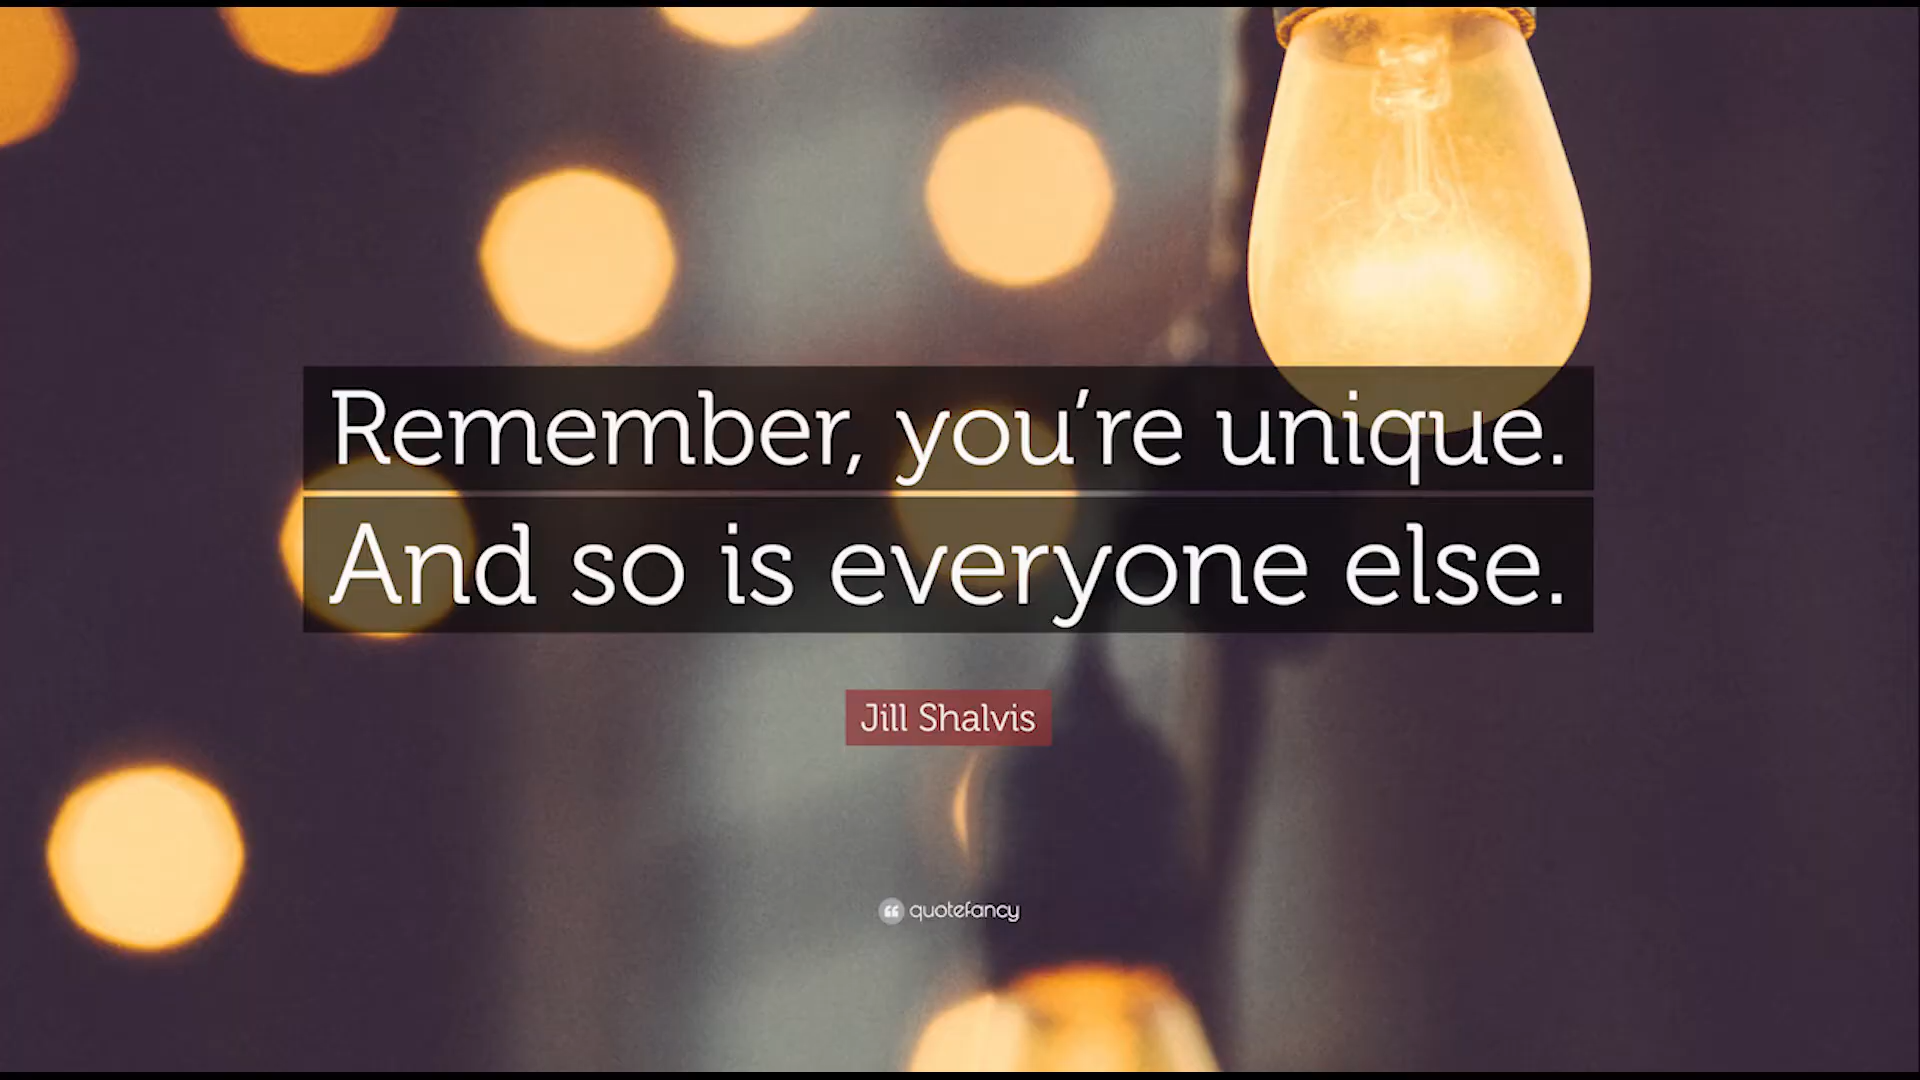 Remember, you’re unique.
And so is everyone else.
Jill Shalvis
quotefancy